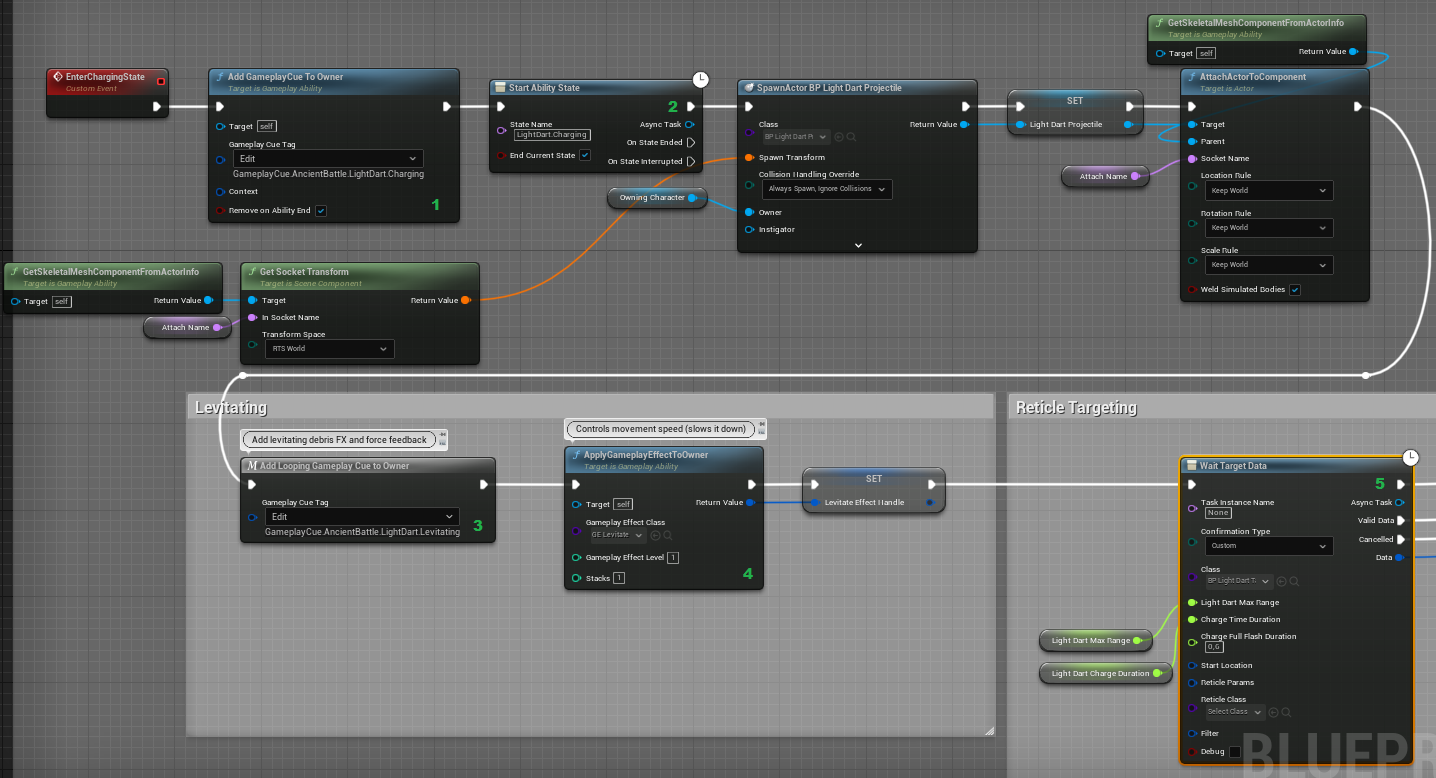 GetSkeletalMeshComponentFromActorInfo
Target is Gameplay Ability
Target self
Return Value
EnterChargingState
Custom Event
Add GameplayCue To Owner
Target is Gameplay Ability
Target self
Gameplay Cue Tag
Edit
GameplayCue.AncientBattle.LightDart.Charging
Context
Remove on Ability End
1
Start Ability State
2
State Name
LightDart.Charging
Async Task
On State Ended
End Current State
On State Interrupted
SpawnActor BP Light Dart Projectile
Class
BP Light Dart P
Return Value
Spawn Transform
Collision Handling Override
Always Spawn, Ignore Collisions
Owner
Instigator
Owning Character
SET
Light Dart Projectile
AttachActorToComponent
Target is Actor
Target
Parent
Socket Name
Location Rule
Keep World
Rotation Rule
Keep World
Scale Rule
Keep World
Weld Simulated Bodies
Attach Name
GetSkeletalMeshComponentFromActorInfo
Target is Gameplay Ability
Target self
Return Value
Attach Name
Get Socket Transform
Target is Scene Component
Target
Return Value
In Socket Name
Transform Space
RTS World
Levitating
Add levitating debris FX and force feedback
Add Looping Gameplay Cue to Owner
Gameplay Cue Tag
Edit
GameplayCue.AncientBattle.LightDart.Levitating
3
Controls movement speed (slows it down)
ApplyGameplayEffectToOwner
Target is Gameplay Ability
Target self
Return Value
Gameplay Effect Class
GE Levitate
Gameplay Effect Level 1
Stacks 1
4
SET
Levitate Effect Handle
Reticle Targeting
Wait Target Data
5
Task Instance Name
None
Async Task
Valid Data
Confirmation Type
Custom
Cancelled
Data
Class
BP Light Dart T
Light Dart Max Range
Charge Time Duration
Charge Full Flash Duration
0,6
Start Location
Reticle Params
Reticle Class
Select Class
Filter
Debug
Light Dart Max Range
Light Dart Charge Duration
BLUEPR